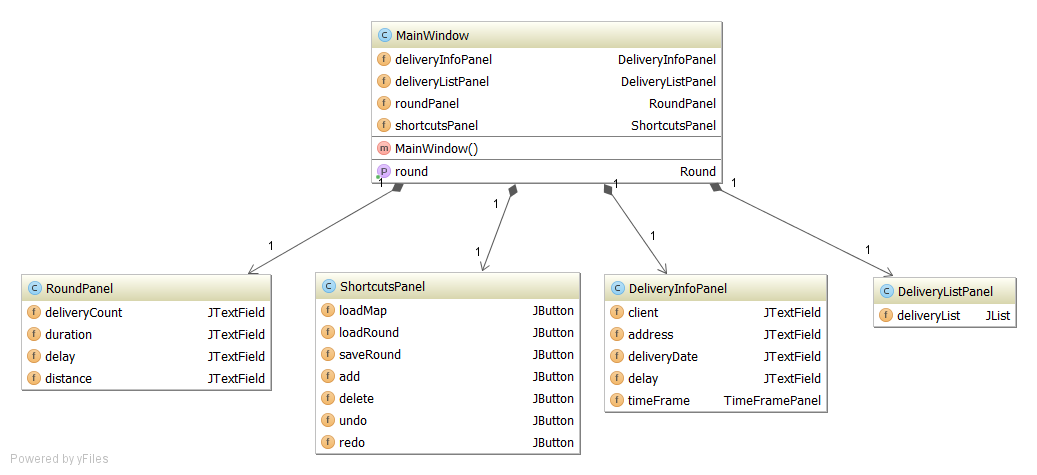 C MainWindow
f deliveryInfoPanel DeliveryInfoPanel
f deliveryListPanel DeliveryListPanel
f roundPanel RoundPanel
f shortcutsPanel ShortcutsPanel
m MainWindow()
p round Round
1 1 1 1
1 1 1 1
C RoundPanel
f deliveryCount JTextField
f duration JTextField
f delay JTextField
f distance JTextField
C ShortcutsPanel
f loadMap JButton
f loadRound JButton
f saveRound JButton
f add JButton
f delete JButton
f undo JButton
f redo JButton
C DeliveryInfoPanel
f client JTextField
f address JTextField
f deliveryDate JTextField
f delay JTextField
f timeFrame TimeFramePanel
C DeliveryListPanel
f deliveryList JList
Powered by yFiles